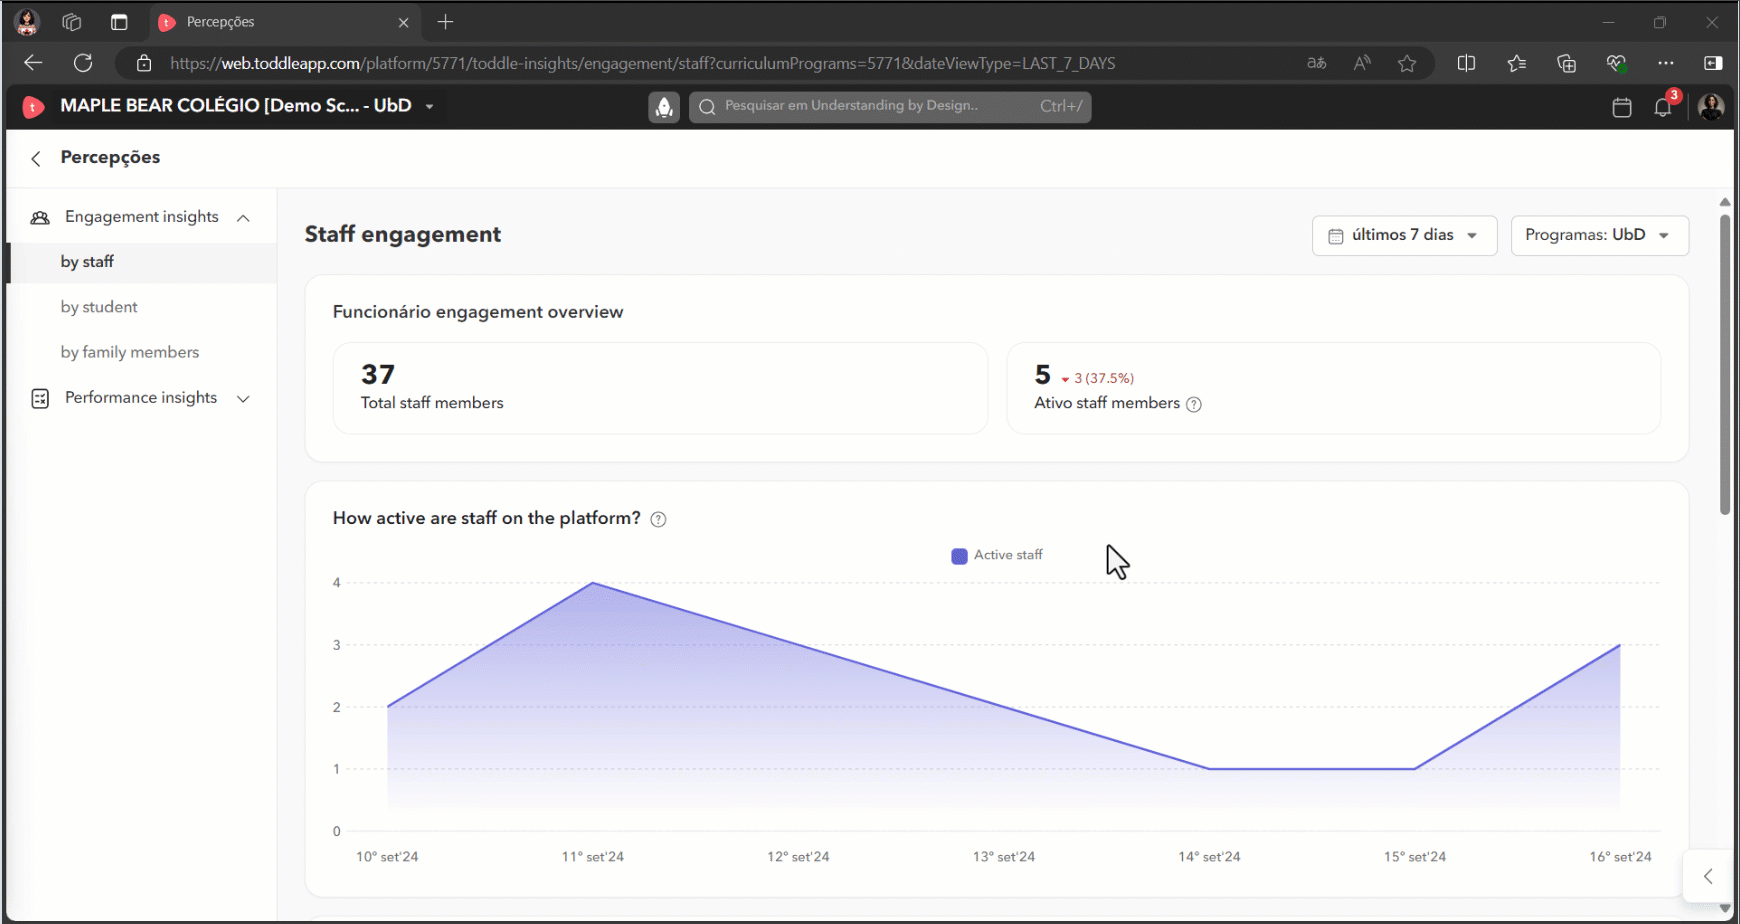 Percepções
https://web.toddleapp.com/platform/5771/toddle-insights/engagement/staff?curriculumPrograms=5771&dateViewType=LAST_7_DAYS
MAPLE BEAR COLÉGIO [Demo Sc... - UbD
Pesquisar em Understanding by Design.. Ctrl+/
3
Percepções
Engagement insights
by staff
by student
by family members
Performance insights
Staff engagement
últimos 7 dias
Programas: UbD
Funcionário engagement overview
37
Total staff members
5 3 (37.5%)
Ativo staff members
How active are staff on the platform?
Active staff
4
3
2
1
0
10° set'24 11° set'24 12° set'24 13° set'24 14° set'24 15° set'24 16° set'24